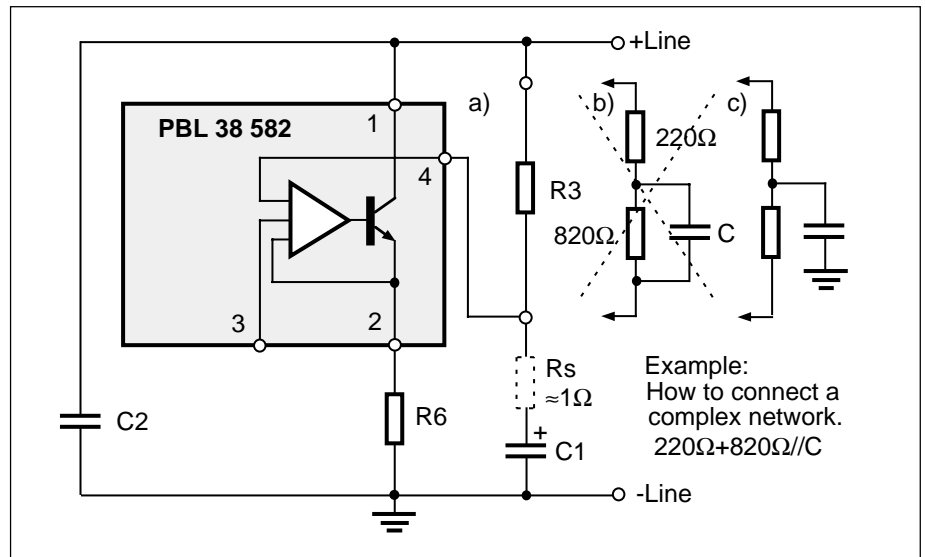 +Line
a)
b)
c)
PBL 38 582
1
220Ω
4
R3
820Ω
C
3
2
Rs
≈1Ω
Example:
How to connect a
complex network.
220Ω+820Ω//C
C2
R6
+
C1
-Line